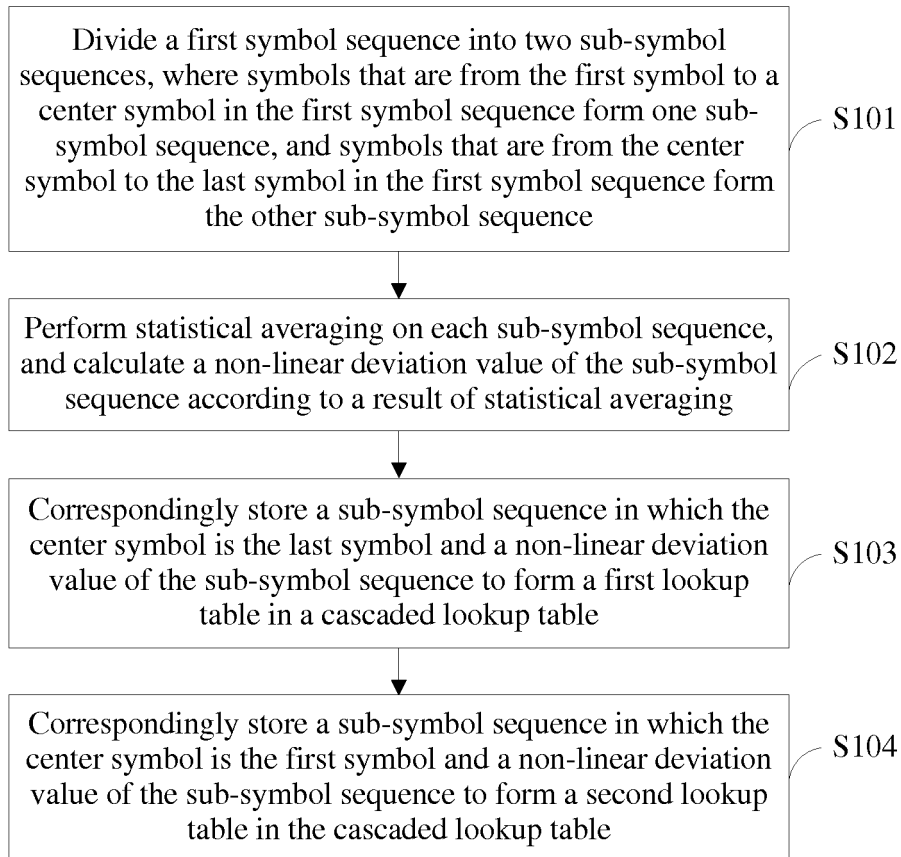 Divide a first symbol sequence into two sub-symbol
sequences, where symbols that are from the first symbol to a
center symbol in the first symbol sequence form one sub-
symbol sequence, and symbols that are from the center
symbol to the last symbol in the first symbol sequence form
the other sub-symbol sequence
S101
Perform statistical averaging on each sub-symbol sequence,
and calculate a non-linear deviation value of the sub-symbol
sequence according to a result of statistical averaging
S102
Correspondingly store a sub-symbol sequence in which the
center symbol is the last symbol and a non-linear deviation
value of the sub-symbol sequence to form a first lookup
table in a cascaded lookup table
S103
Correspondingly store a sub-symbol sequence in which the
center symbol is the first symbol and a non-linear deviation
value of the sub-symbol sequence to form a second lookup
table in the cascaded lookup table
S104